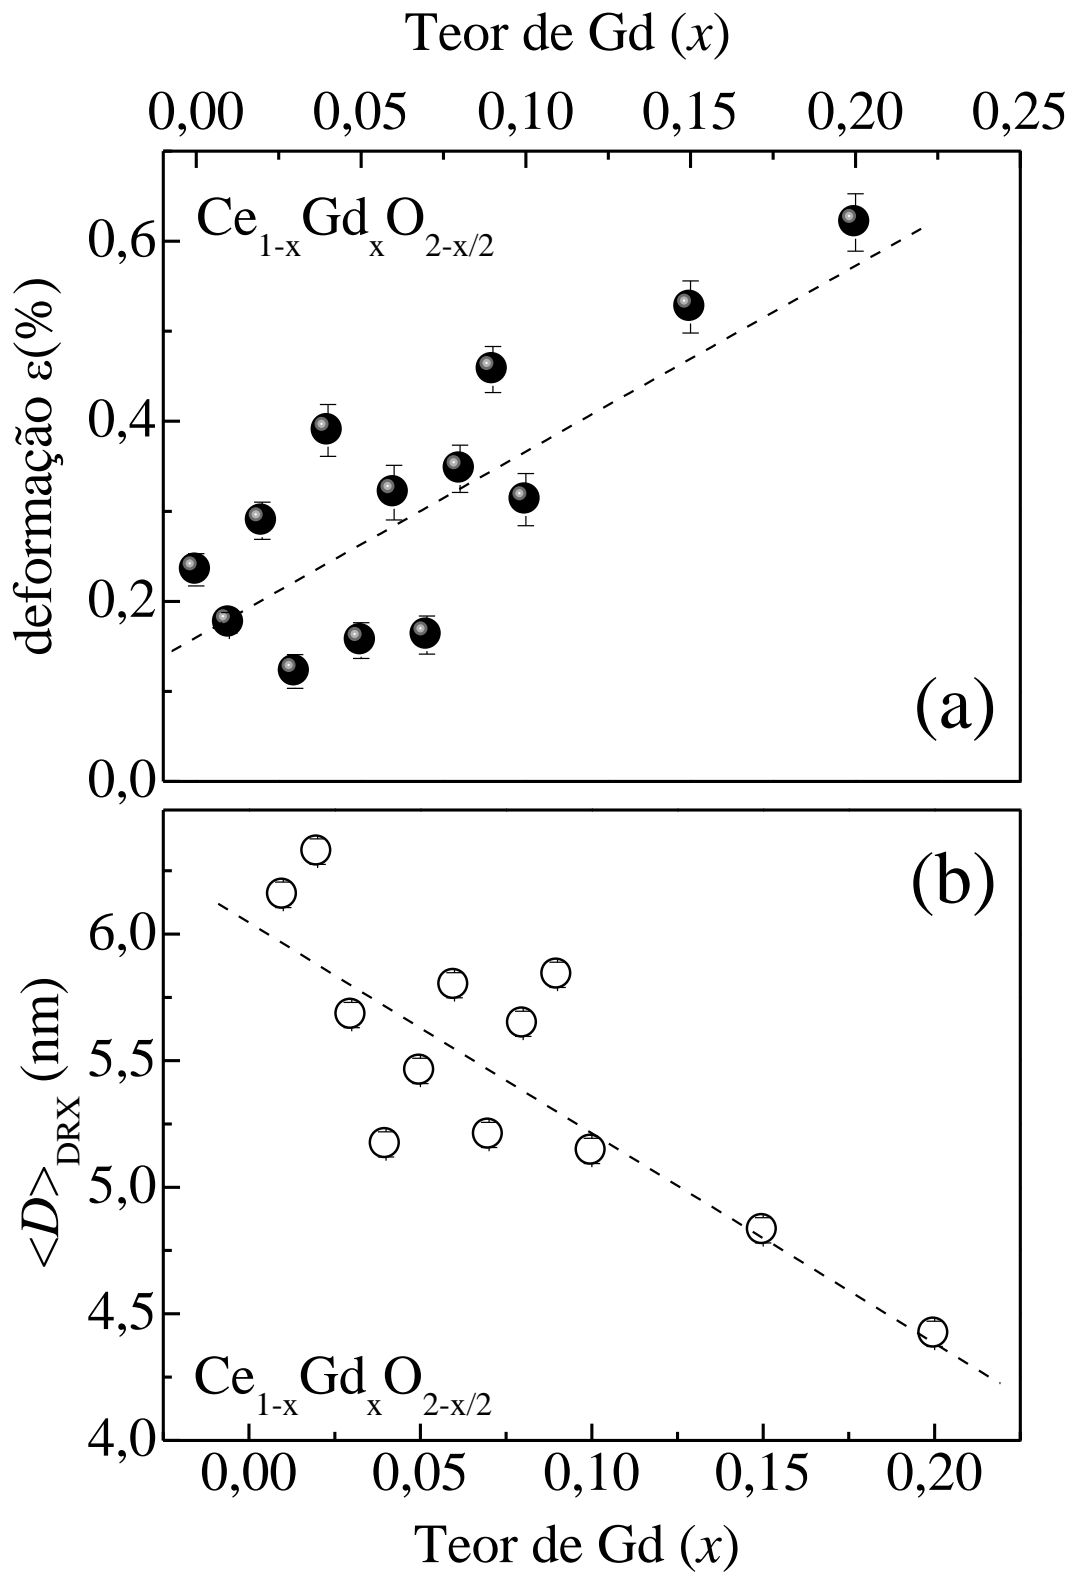 Teor de Gd (x)
0,00 0,05 0,10 0,15 0,20 0,25
Ce1-xGdxO2-x/2
0,6
0,4
0,2
0,0
deformação ε(%)
(a)
(b)
6,0
5,5
5,0
4,5
4,0
<D>DRX (nm)
Ce1-xGdxO2-x/2
0,00 0,05 0,10 0,15 0,20
Teor de Gd (x)